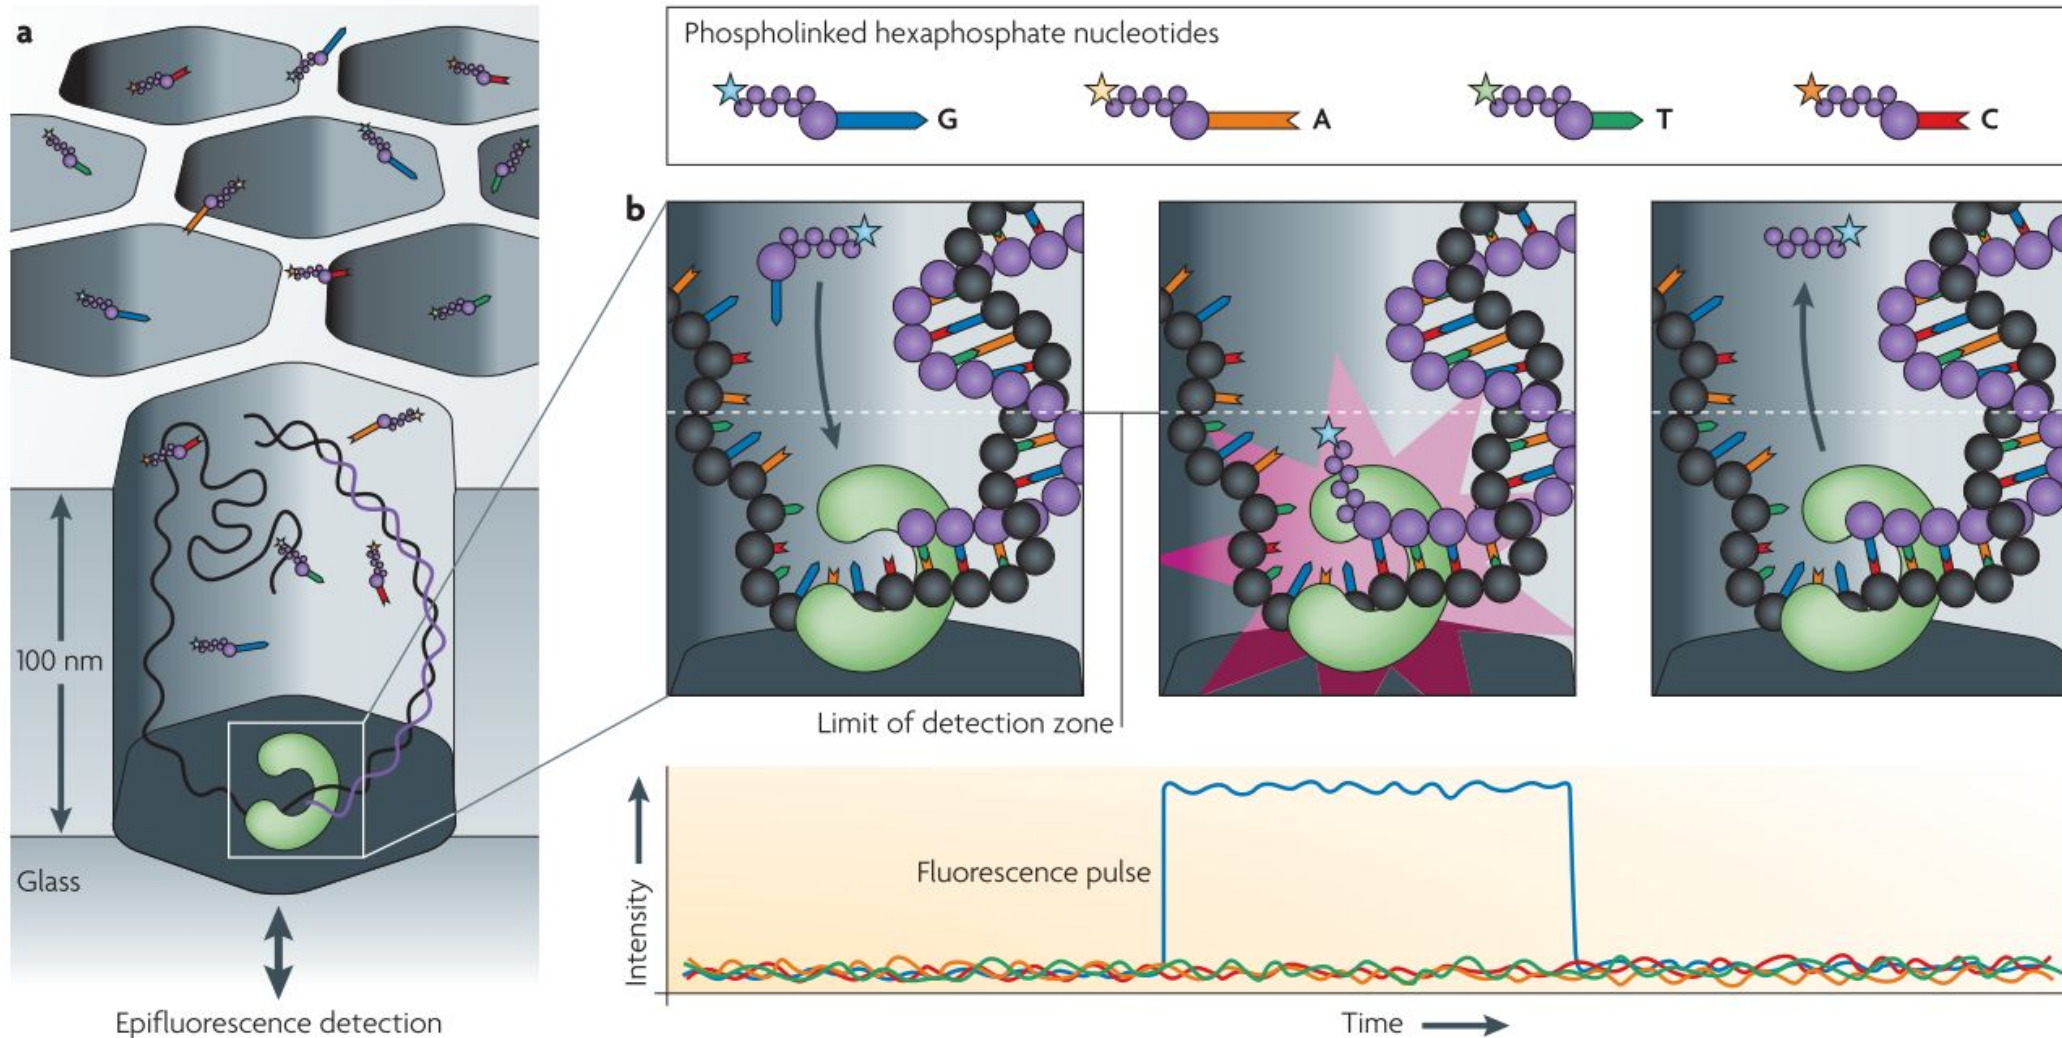 a
100 nm
Glass
Epifluorescence detection
Phospholinked hexaphosphate nucleotides
G
A
T
C
b
Limit of detection zone
Intensity
Fluorescence pulse
Time